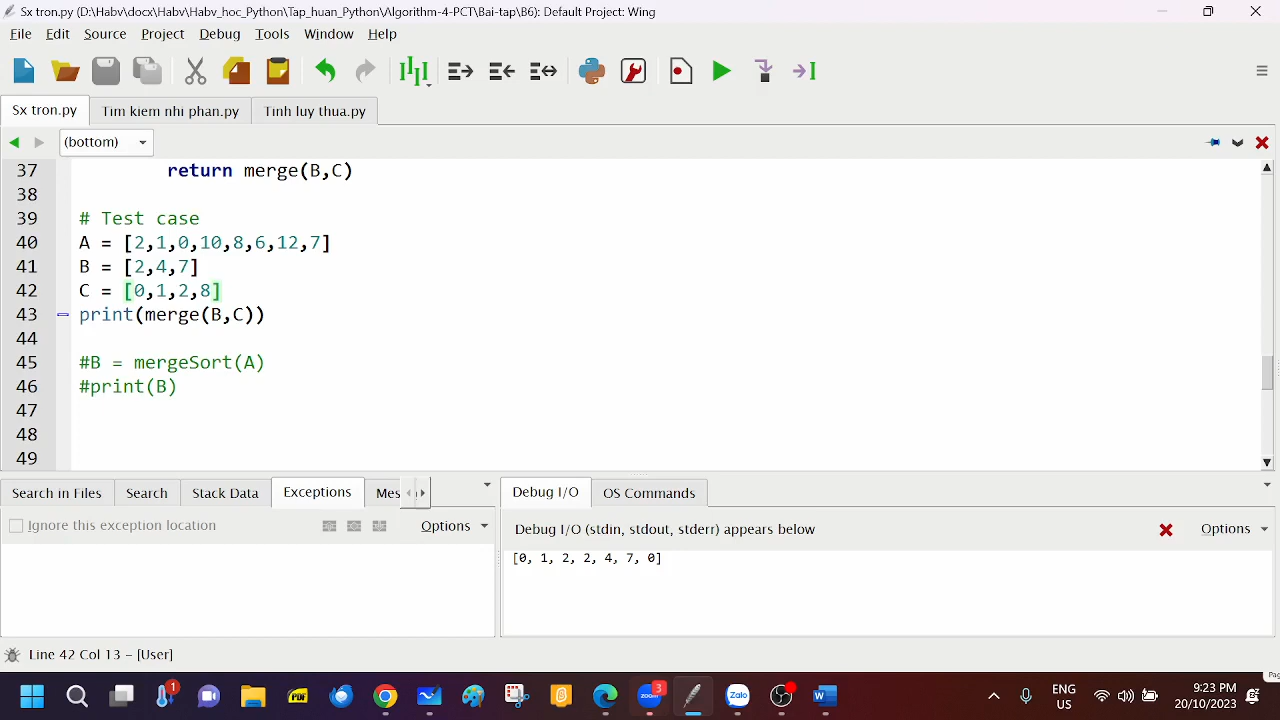 Sx tron.py (D:\Habv\docx\Habv\Habv_hoc_Python\Tap_huan_Python\Algorithm-4-PCT\Bai-tap\B6): Default Project: Wing
File Edit Source Project Debug Tools Window Help
Sx tron.py Tim kiem nhi phan.py Tinh luy thua.py
(bottom)
37 return merge(B,C)
38
39 # Test case
40 A = [2,1,0,10,8,6,12,7]
41 B = [2,4,7]
42 C = [0,1,2,8]
43 print(merge(B,C))
44
45 #B = mergeSort(A)
46 #print(B)
47
48
49
Search in Files Search Stack Data Exceptions Mes Debug I/O OS Commands
Ignore this exception location Options Debug I/O (stdin, stdout, stderr) appears below Options
[0, 1, 2, 2, 4, 7, 0]
Line 42 Col 13 – [User]
Pag
1 PDF 3 Zalo W ENG 9:23 PM
US 20/10/2023